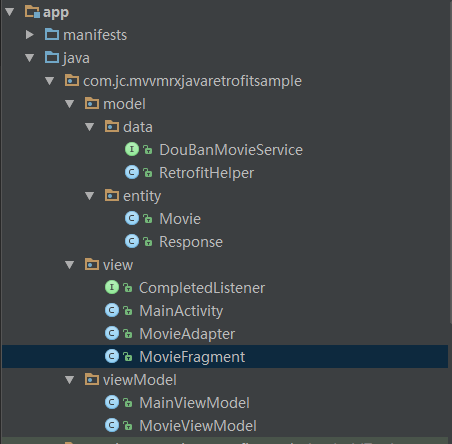 app
manifests
java
com.jc.mvvmrxjavaretrofitsample
model
data
DouBanMovieService
RetrofitHelper
entity
Movie
Response
view
CompletedListener
MainActivity
MovieAdapter
MovieFragment
viewModel
MainViewModel
MovieViewModel